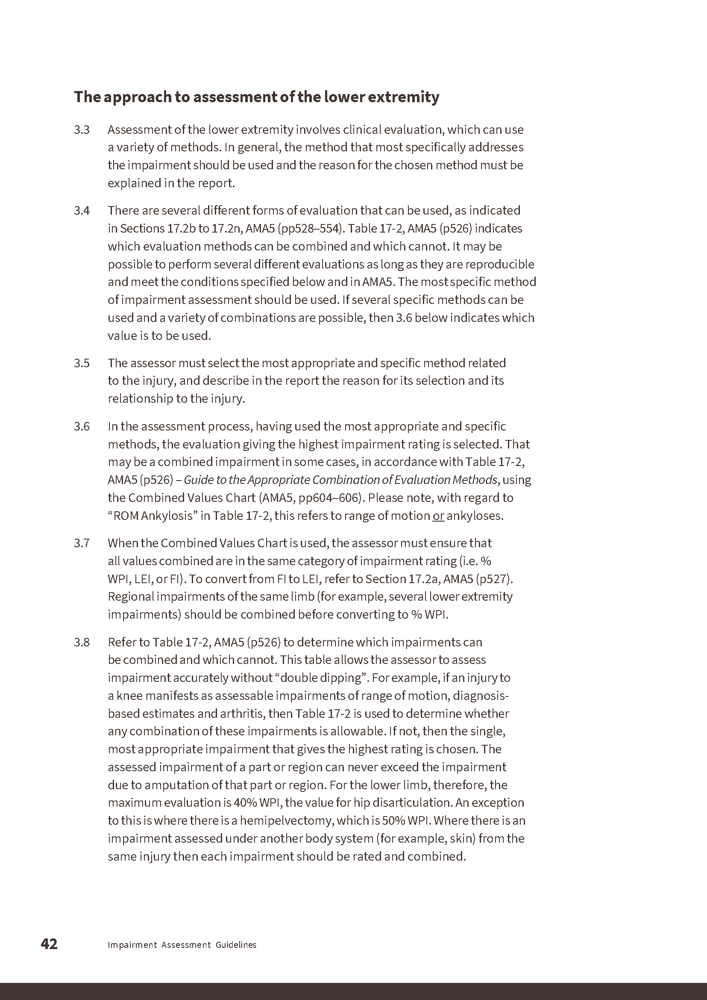 The approach to assessment of the lower extremity
3.3 Assessment of the lower extremity involves clinical evaluation, which can use
a variety of methods. In general, the method that most specifically addresses
the impairment should be used and the reason for the chosen method must be
explained in the report.
3.4 There are several different forms of evaluation that can be used, as indicated
in Sections 17.2b to 17.2n, AMA5 (pp528–554). Table 17-2, AMA5 (p526) indicates
which evaluation methods can be combined and which cannot. It may be
possible to perform several different evaluations as long as they are reproducible
and meet the conditions specified below and in AMA5. The most specific method
of impairment assessment should be used. If several specific methods can be
used and a variety of combinations are possible, then 3.6 below indicates which
value is to be used.
3.5 The assessor must select the most appropriate and specific method related
to the injury, and describe in the report the reason for its selection and its
relationship to the injury.
3.6 In the assessment process, having used the most appropriate and specific
methods, the evaluation giving the highest impairment rating is selected. That
may be a combined impairment in some cases, in accordance with Table 17-2,
AMA5 (p526) – Guide to the Appropriate Combination of Evaluation Methods, using
the Combined Values Chart (AMA5, pp604–606). Please note, with regard to
“ROM Ankylosis” in Table 17-2, this refers to range of motion or ankyloses.
3.7 When the Combined Values Chart is used, the assessor must ensure that
all values combined are in the same category of impairment rating (i.e. %
WPI, LEI, or FI). To convert from FI to LEI, refer to Section 17.2a, AMA5 (p527).
Regional impairments of the same limb (for example, several lower extremity
impairments) should be combined before converting to % WPI.
3.8 Refer to Table 17-2, AMA5 (p526) to determine which impairments can
be combined and which cannot. This table allows the assessor to assess
impairment accurately without “double dipping”. For example, if an injury to
a knee manifests as assessable impairments of range of motion, diagnosis-
based estimates and arthritis, then Table 17-2 is used to determine whether
any combination of these impairments is allowable. If not, then the single,
most appropriate impairment that gives the highest rating is chosen. The
assessed impairment of a part or region can never exceed the impairment
due to amputation of that part or region. For the lower limb, therefore, the
maximum evaluation is 40% WPI, the value for hip disarticulation. An exception
to this is where there is a hemipelvectomy, which is 50% WPI. Where there is an
impairment assessed under another body system (for example, skin) from the
same injury then each impairment should be rated and combined.
42 Impairment Assessment Guidelines